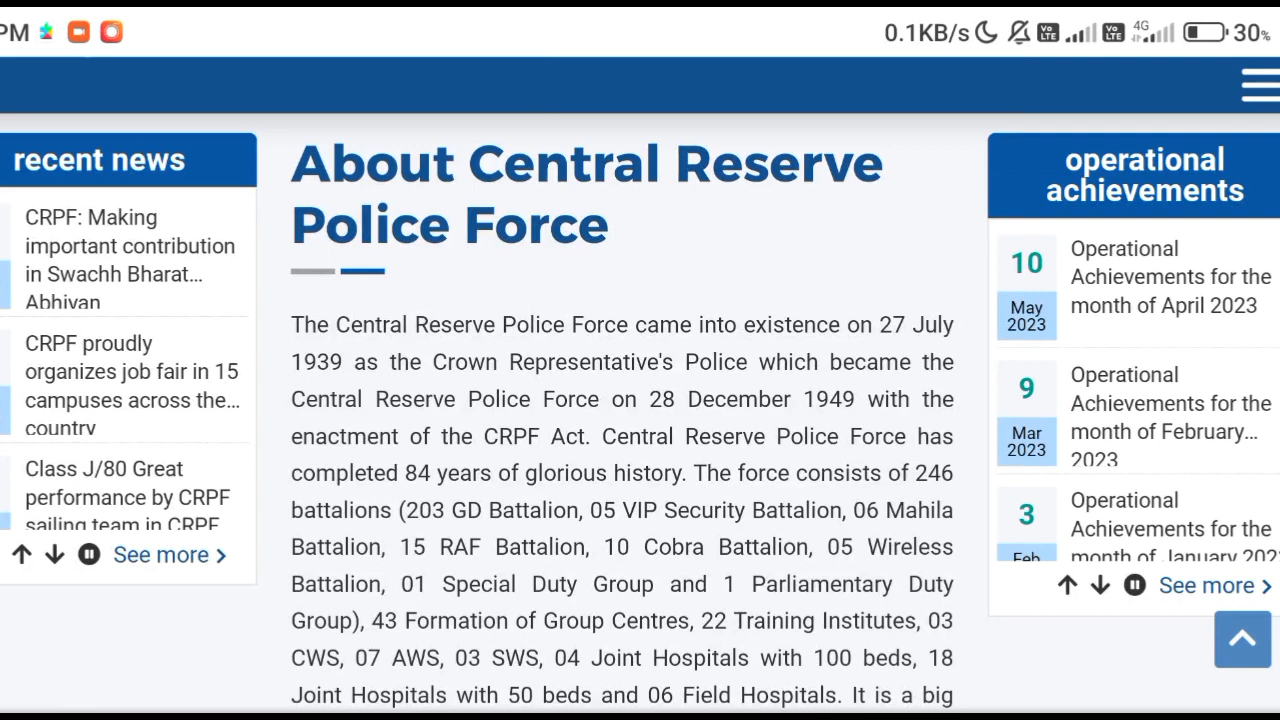 PM
0.1KB/s Vo LTE Vo LTE 4G 30%
recent news
CRPF: Making
important contribution
in Swachh Bharat...
Abhiyan
CRPF proudly
organizes job fair in 15
campuses across the...
country
Class J/80 Great
performance by CRPF
sailing team in CRPF
See more
About Central Reserve
Police Force
The Central Reserve Police Force came into existence on 27 July
1939 as the Crown Representative's Police which became the
Central Reserve Police Force on 28 December 1949 with the
enactment of the CRPF Act. Central Reserve Police Force has
completed 84 years of glorious history. The force consists of 246
battalions (203 GD Battalion, 05 VIP Security Battalion, 06 Mahila
Battalion, 15 RAF Battalion, 10 Cobra Battalion, 05 Wireless
Battalion, 01 Special Duty Group and 1 Parliamentary Duty
Group), 43 Formation of Group Centres, 22 Training Institutes, 03
CWS, 07 AWS, 03 SWS, 04 Joint Hospitals with 100 beds, 18
Joint Hospitals with 50 beds and 06 Field Hospitals. It is a big
operational
achievements
10
May
2023
Operational
Achievements for the
month of April 2023
9
Mar
2023
Operational
Achievements for the
month of February...
2023
3
Feb
Operational
Achievements for the
month of January 202
See more